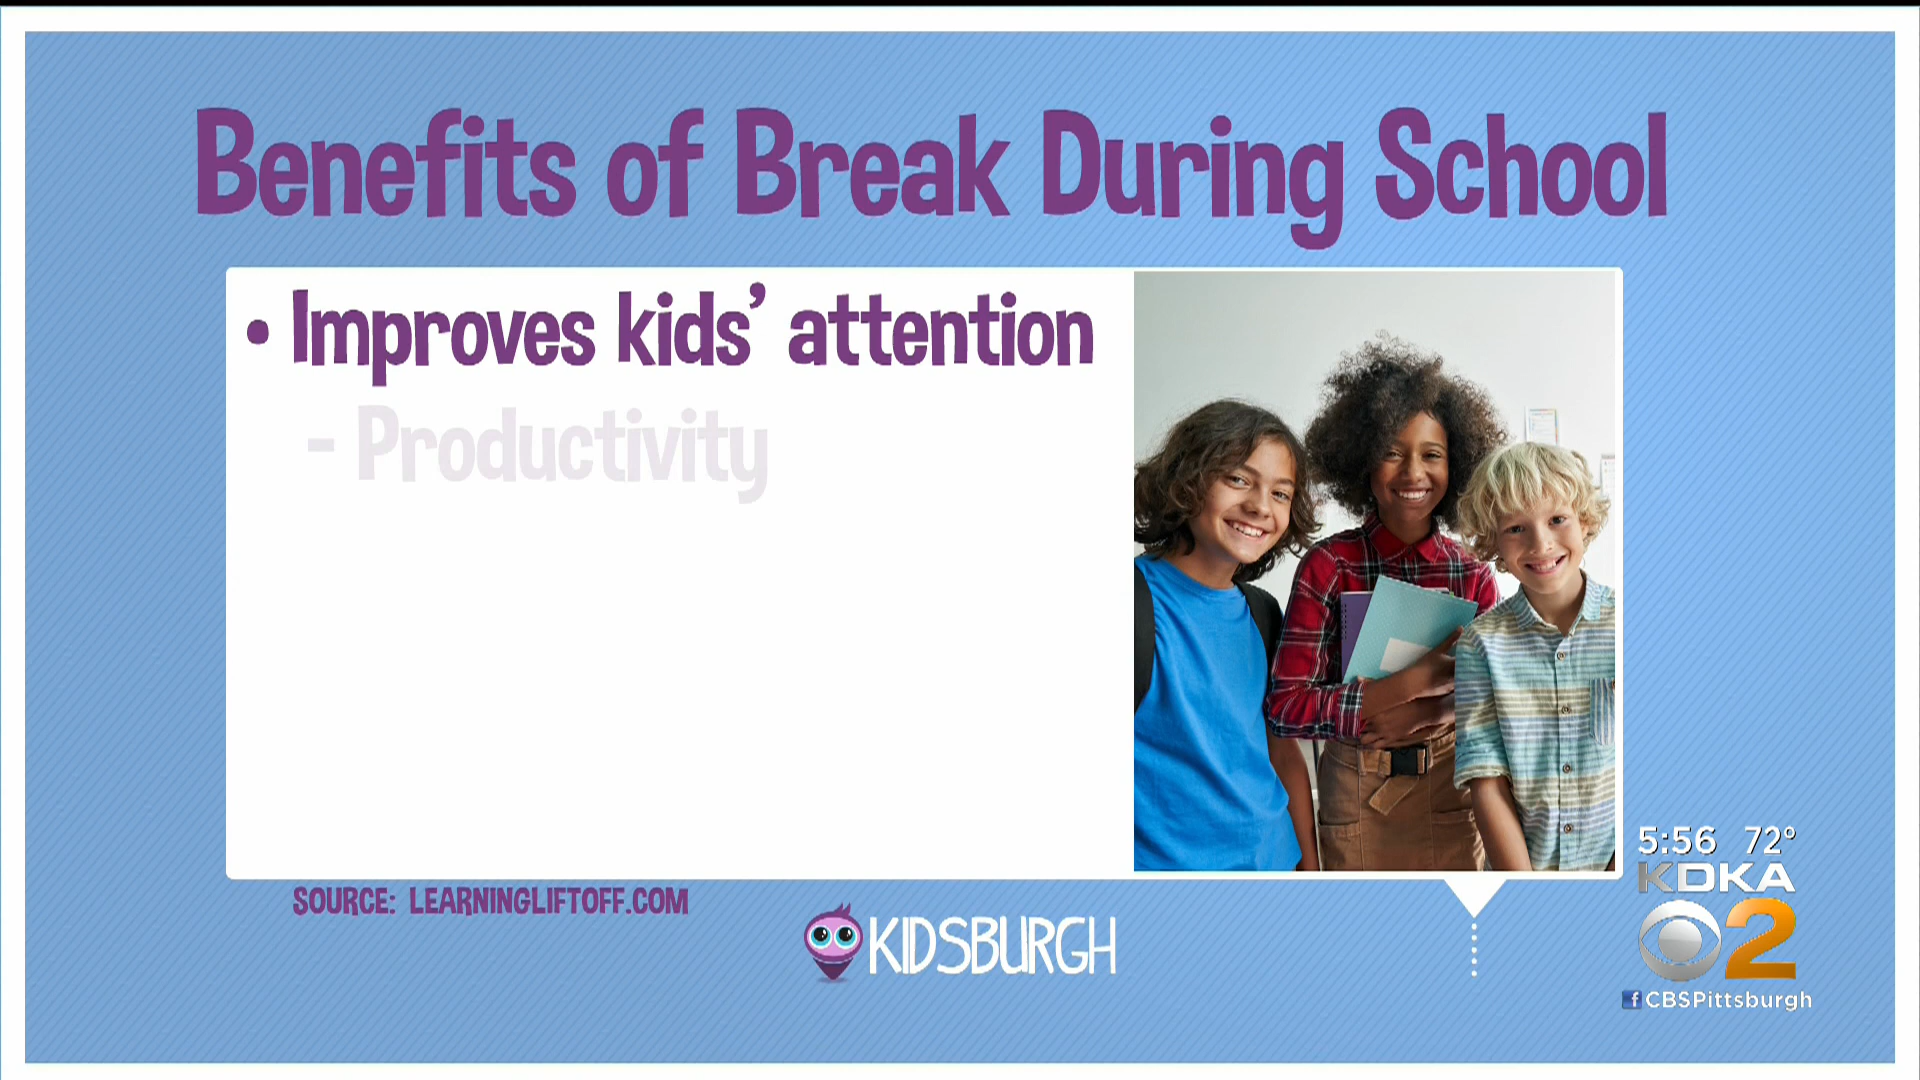 Benefits of Break During School
• Improves kids’ attention
- Productivity
SOURCE: LEARNINGLIFTOFF.COM
KIDSBURGH
5:56 72°
KDKA
2
f CBSPittsburgh